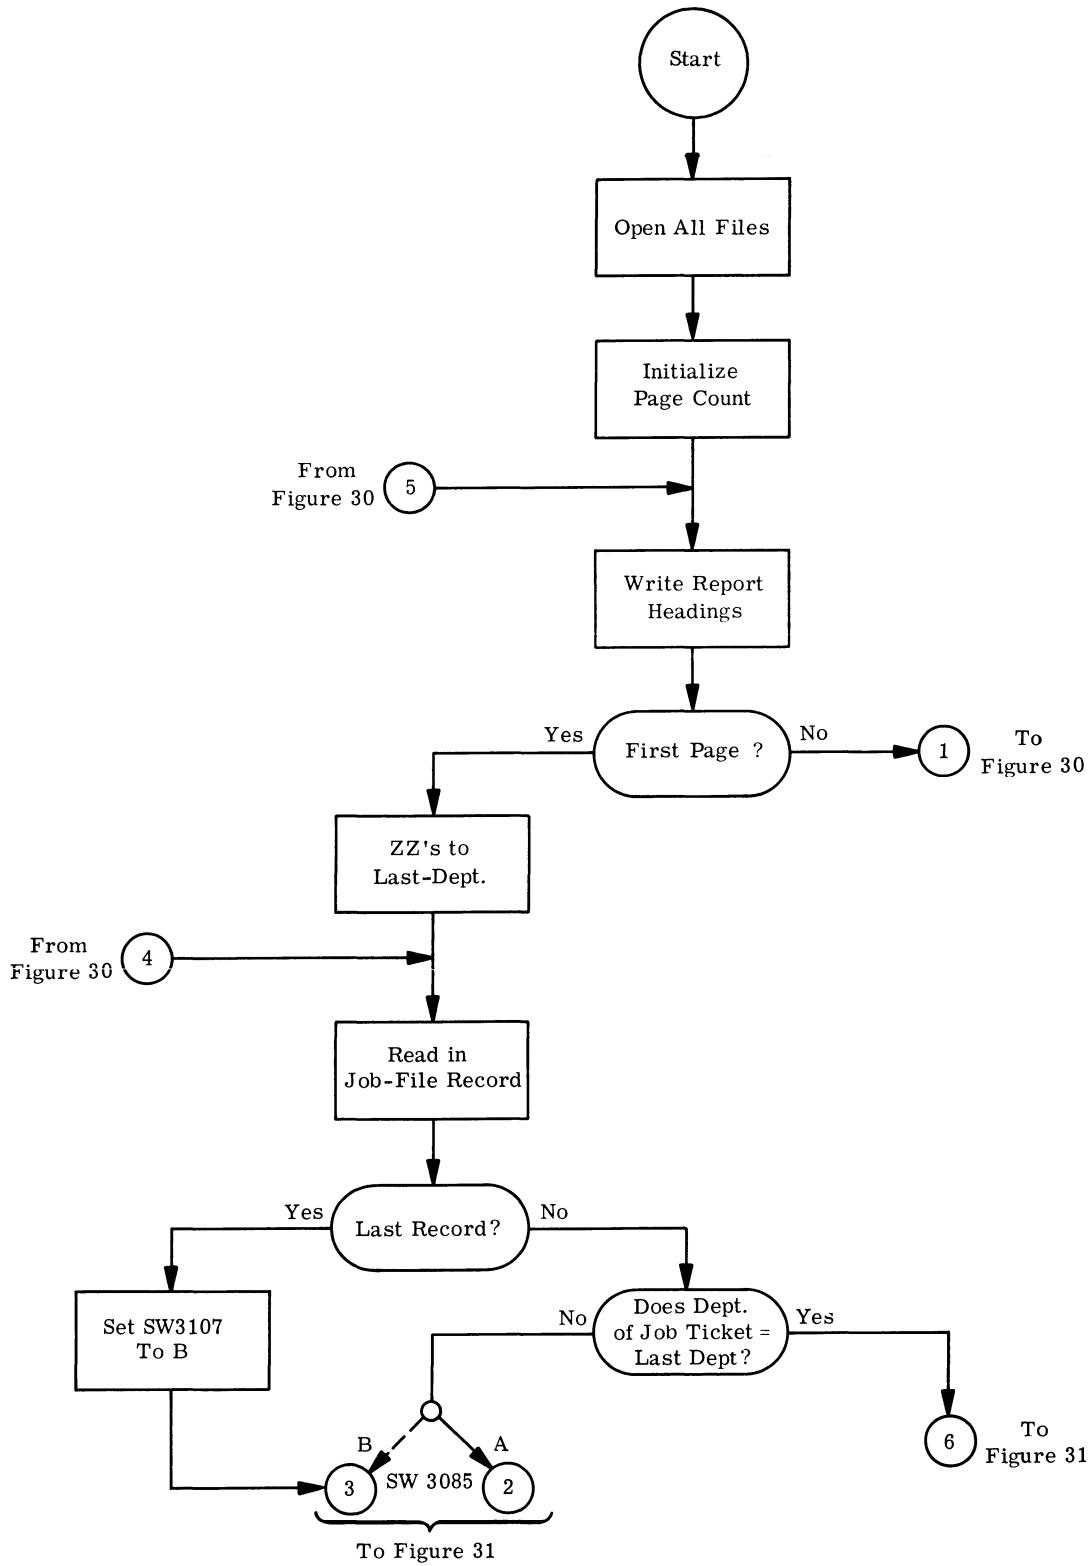 Start
Open All Files
Initialize
Page Count
From
Figure 30
5
Write Report
Headings
Yes
First Page ?
No
1
To
Figure 30
ZZ's to
Last-Dept.
From
Figure 30
4
Read in
Job-File Record
Yes
Last Record?
No
Set SW3107
To B
No
Does Dept.
of Job Ticket =
Last Dept?
Yes
B
A
3
SW 3085
2
6
To
Figure 31
To Figure 31